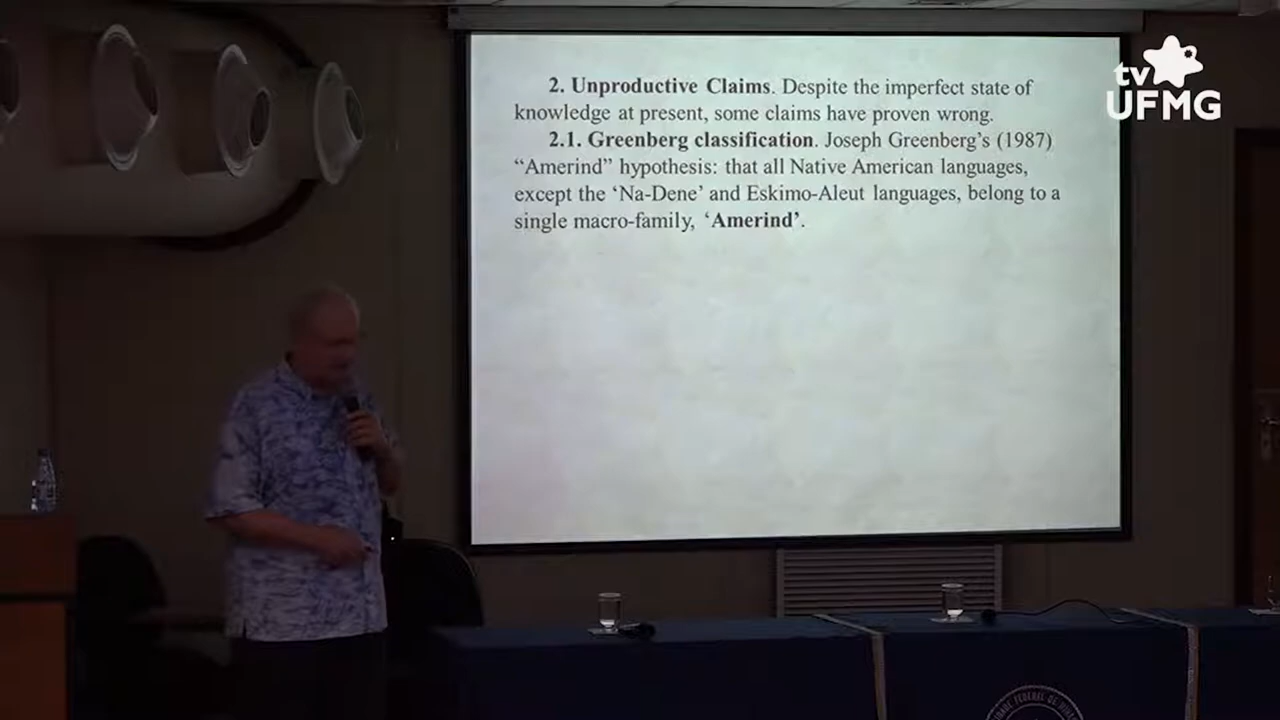 2. Unproductive Claims. Despite the imperfect state of
knowledge at present, some claims have proven wrong.
2.1. Greenberg classification. Joseph Greenberg's (1987)
“Amerind” hypothesis: that all Native American languages,
except the ‘Na-Dene’ and Eskimo-Aleut languages, belong to a
single macro-family, ‘Amerind’.
tv
UFMG